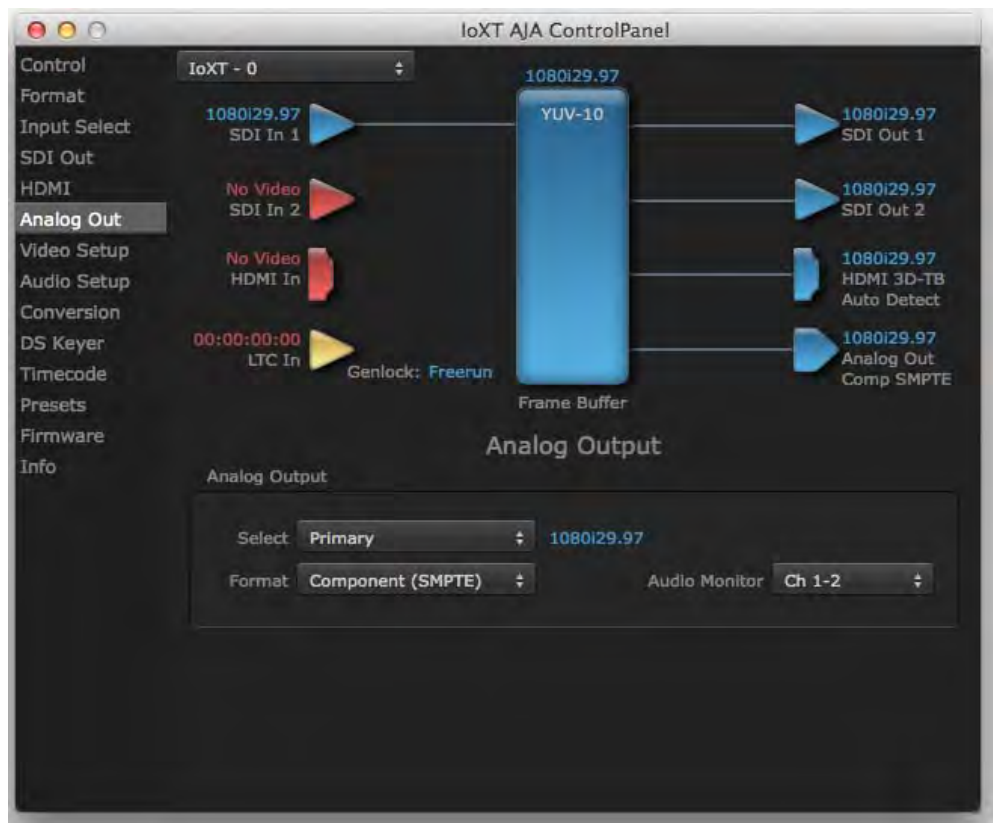 IoXT AJA ControlPanel
Control
Format
Input Select
SDI Out
HDMI
Analog Out
Video Setup
Audio Setup
Conversion
DS Keyer
Timecode
Presets
Firmware
Info
IoXT - 0
1080i29.97
SDI In 1
No Video
SDI In 2
No Video
HDMI In
00:00:00:00
LTC In
Genlock: Freerun
1080i29.97
YUV-10
Frame Buffer
1080i29.97
SDI Out 1
1080i29.97
SDI Out 2
1080i29.97
HDMI 3D-TB
Auto Detect
1080i29.97
Analog Out
Comp SMPTE
Analog Output
Analog Output
Select Primary 1080i29.97
Format Component (SMPTE) Audio Monitor Ch 1-2